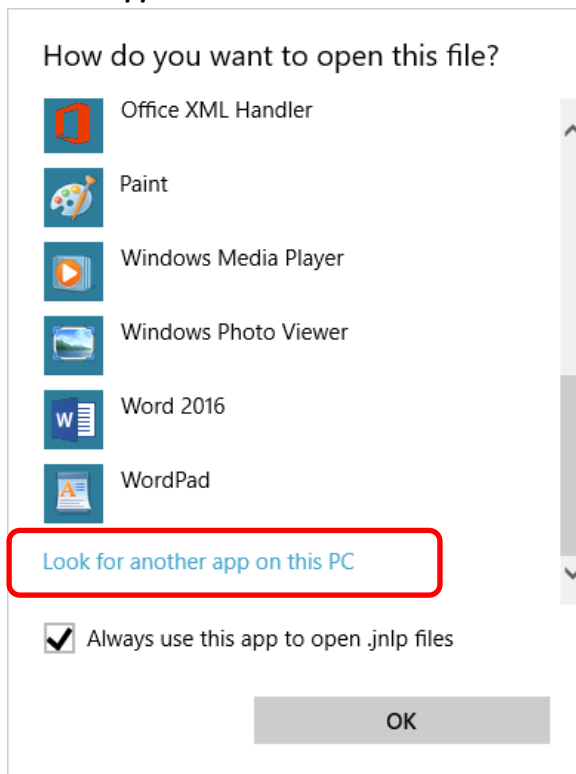 How do you want to open this file?
Office XML Handler
Paint
Windows Media Player
Windows Photo Viewer
Word 2016
WordPad
Look for another app on this PC
Always use this app to open .jnlp files
OK